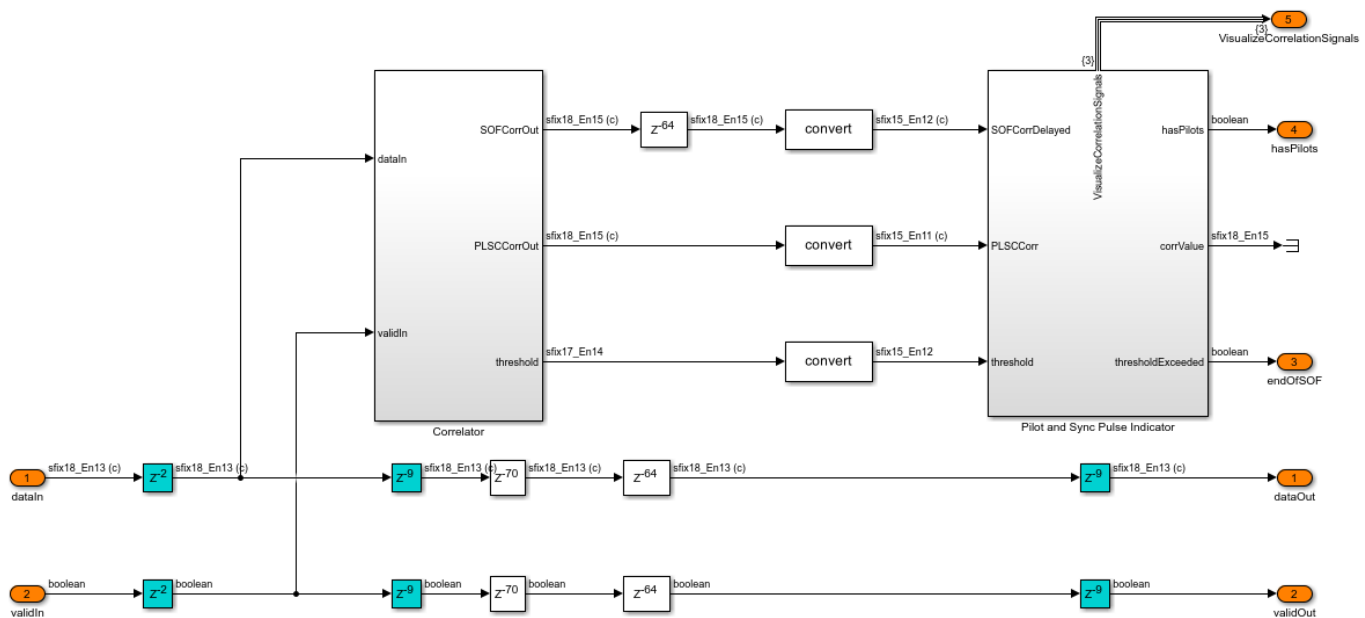 5
VisualizeCorrelationSignals
{3}
{3}
VisualizeCorrelationSignals
SOFCorrOut
sfix18_En15 (c)
Z-64
sfix18_En15 (c)
convert
sfix15_En12 (c)
SOFCorrDelayed
hasPilots
boolean
4
hasPilots
dataIn
PLSCCorrOut
sfix18_En15 (c)
convert
sfix15_En11 (c)
PLSCCorr
corrValue
sfix18_En15
validIn
threshold
sfix17_En14
convert
sfix15_En12
threshold
thresholdExceeded
boolean
3
endOfSOF
Correlator
Pilot and Sync Pulse Indicator
1
dataIn
sfix18_En13 (c)
Z-2
sfix18_En13 (c)
Z-9
sfix18_En13 (c)
Z-70
sfix18_En13 (c)
Z-64
sfix18_En13 (c)
Z-9
sfix18_En13 (c)
1
dataOut
2
validIn
boolean
Z-2
boolean
Z-9
boolean
Z-70
boolean
Z-64
boolean
Z-9
boolean
2
validOut